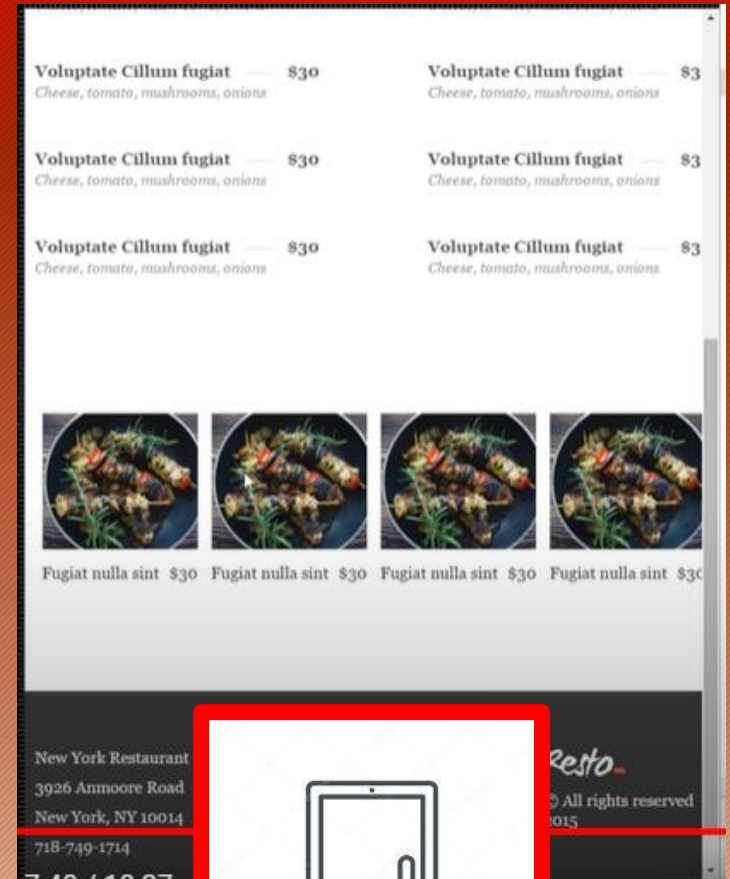 Voluptate Cillum fugiat $30
Cheese, tomato, mushrooms, onions
Voluptate Cillum fugiat $3
Cheese, tomato, mushrooms, onions
Voluptate Cillum fugiat $30
Cheese, tomato, mushrooms, onions
Voluptate Cillum fugiat $3
Cheese, tomato, mushrooms, onions
Voluptate Cillum fugiat $30
Cheese, tomato, mushrooms, onions
Voluptate Cillum fugiat $3
Cheese, tomato, mushrooms, onions
Fugiat nulla sint $30
Fugiat nulla sint $30
Fugiat nulla sint $30
Fugiat nulla sint $30
New York Restaurant
3926 Anmoore Road
New York, NY 10014
718-749-1714
Resto
© All rights reserved
2015